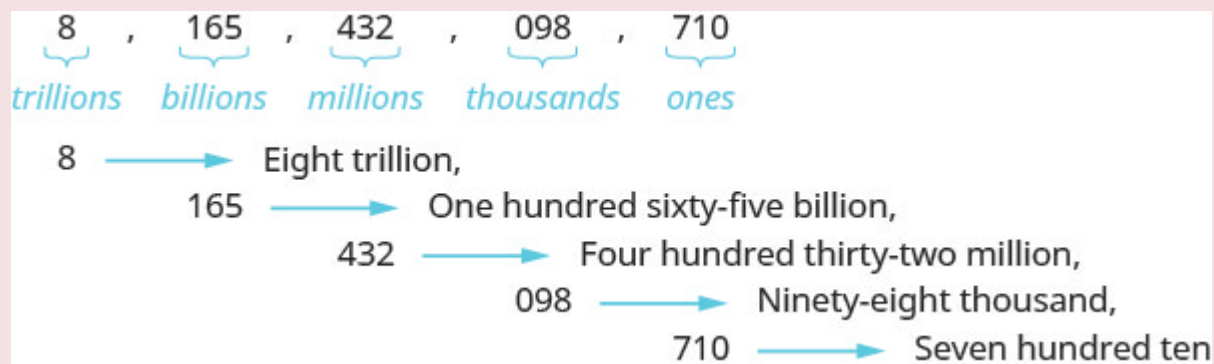 8 , 165 , 432 , 098 , 710
trillions billions millions thousands ones
8 Eight trillion,
165 One hundred sixty-five billion,
432 Four hundred thirty-two million,
098 Ninety-eight thousand,
710 Seven hundred ten